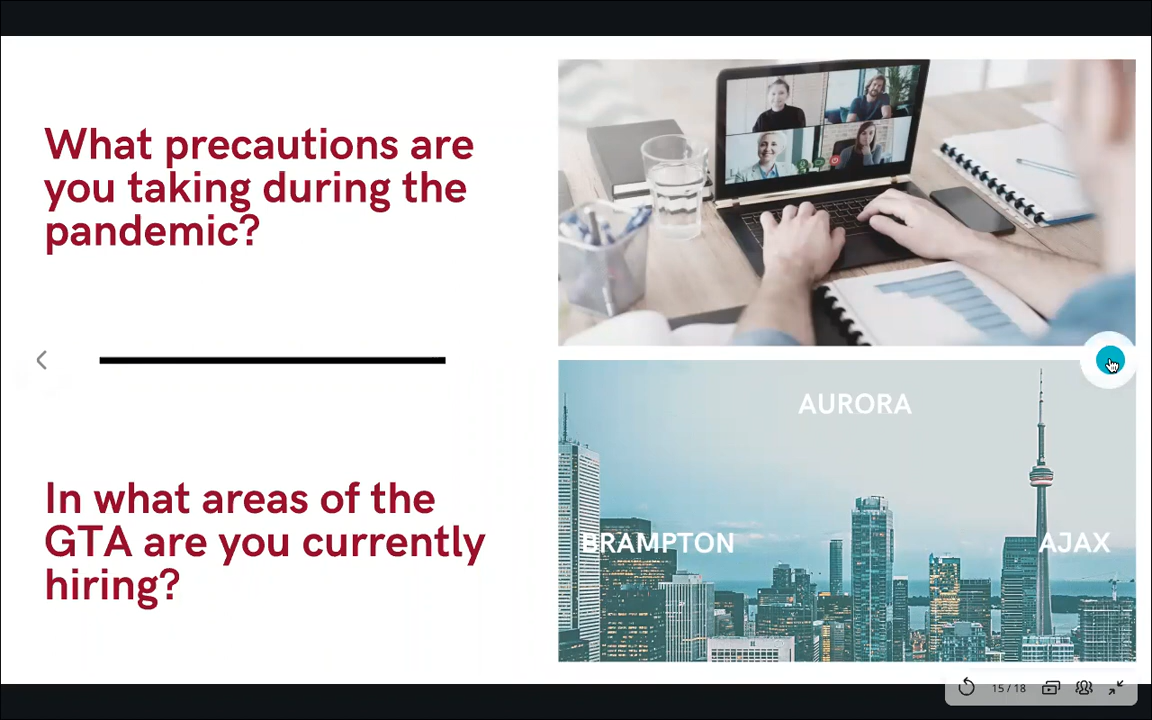 What precautions are
you taking during the
pandemic?
In what areas of the
GTA are you currently
hiring?
AURORA
BRAMPTON
AJAX
15 / 18